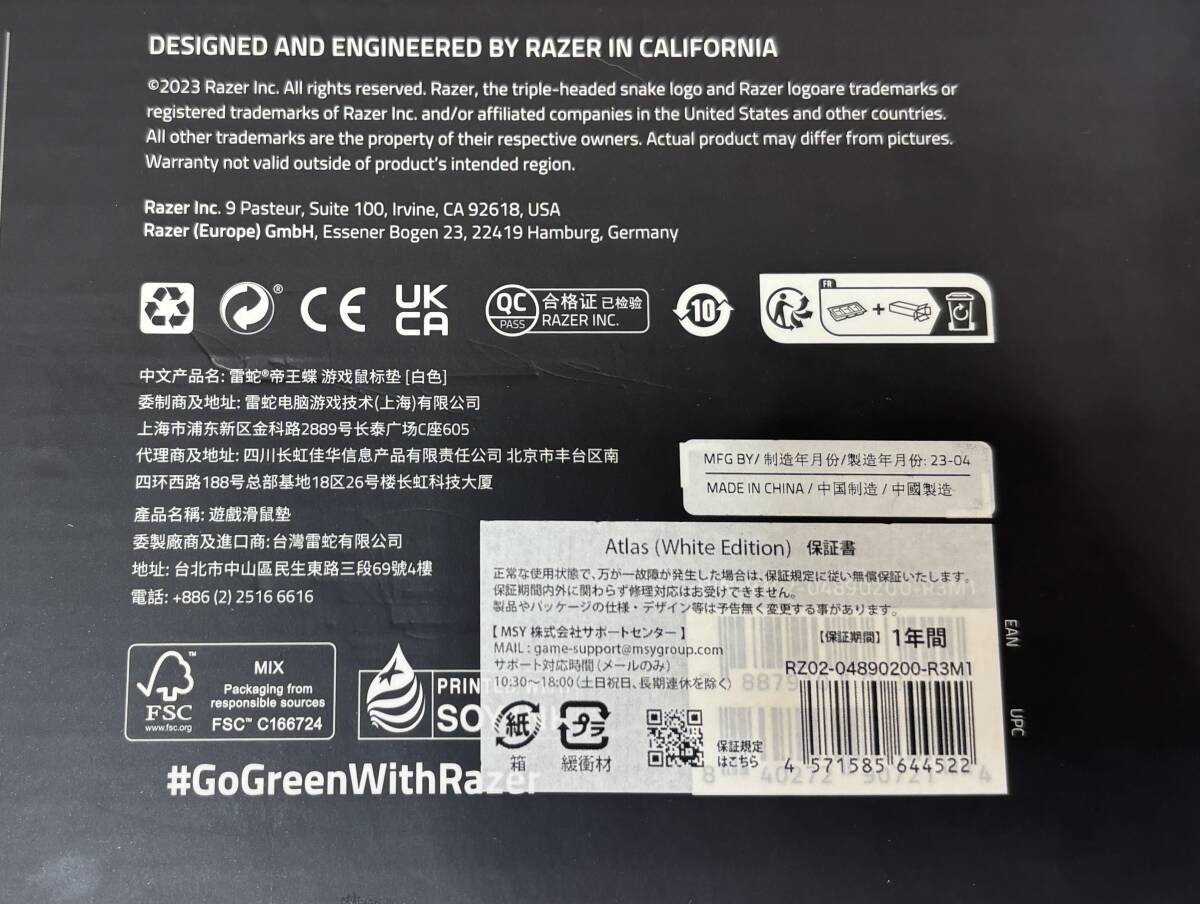 DESIGNED AND ENGINEERED BY RAZER IN CALIFORNIA
©2023 Razer Inc. All rights reserved. Razer, the triple-headed snake logo and Razer logoare trademarks or
registered trademarks of Razer Inc. and/or affiliated companies in the United States and other countries.
All other trademarks are the property of their respective owners. Actual product may differ from pictures.
Warranty not valid outside of product's intended region.
Razer Inc. 9 Pasteur, Suite 100, Irvine, CA 92618, USA
Razer (Europe) GmbH, Essener Bogen 23, 22419 Hamburg, Germany
®
CE
UK
CA
QC
PASS
合格证 已检验
RAZER INC.
10
FR
+
中文产品名: 雷蛇®帝王蝶 游戏鼠标垫 [白色]
委制商及地址: 雷蛇电脑游戏技术(上海)有限公司
上海市浦东新区金科路2889号长泰广场C座605
代理商及地址: 四川长虹佳华信息产品有限责任公司 北京市丰台区南
四环西路188号总部基地18区26号楼长虹科技大厦
產品名稱: 遊戲滑鼠墊
委製廠商及進口商: 台灣雷蛇有限公司
地址: 台北市中山區民生東路三段69號4樓
電話: +886 (2) 2516 6616
MFG BY/ 制造年月份/製造年月份: 23-04
MADE IN CHINA / 中国制造 / 中國製造
Atlas (White Edition) 保証書
正常な使用状態で、万が一故障が発生した場合は、保証規定に従い無償保証いたします。
保証期間内外に関わらず修理対応はお受けできません。
製品やパッケージの仕様・デザイン等は予告無く変更する事があります。
【 MSY 株式会社サポートセンター 】
MAIL : game-support@msygroup.com
サポート対応時間 (メールのみ)
10:30～18:00 (土日祝日、長期連休を除く)
【保証期間】 1年間
RZ02-04890200-R3M1
紙
箱
プラ
緩衝材
保証規定
はこちら
4 571585 644522
EAN
UPC
FSC™
www.fsc.org
MIX
Packaging from
responsible sources
FSC™ C166724
PRINTED
SOY
#GoGreenWithRazer